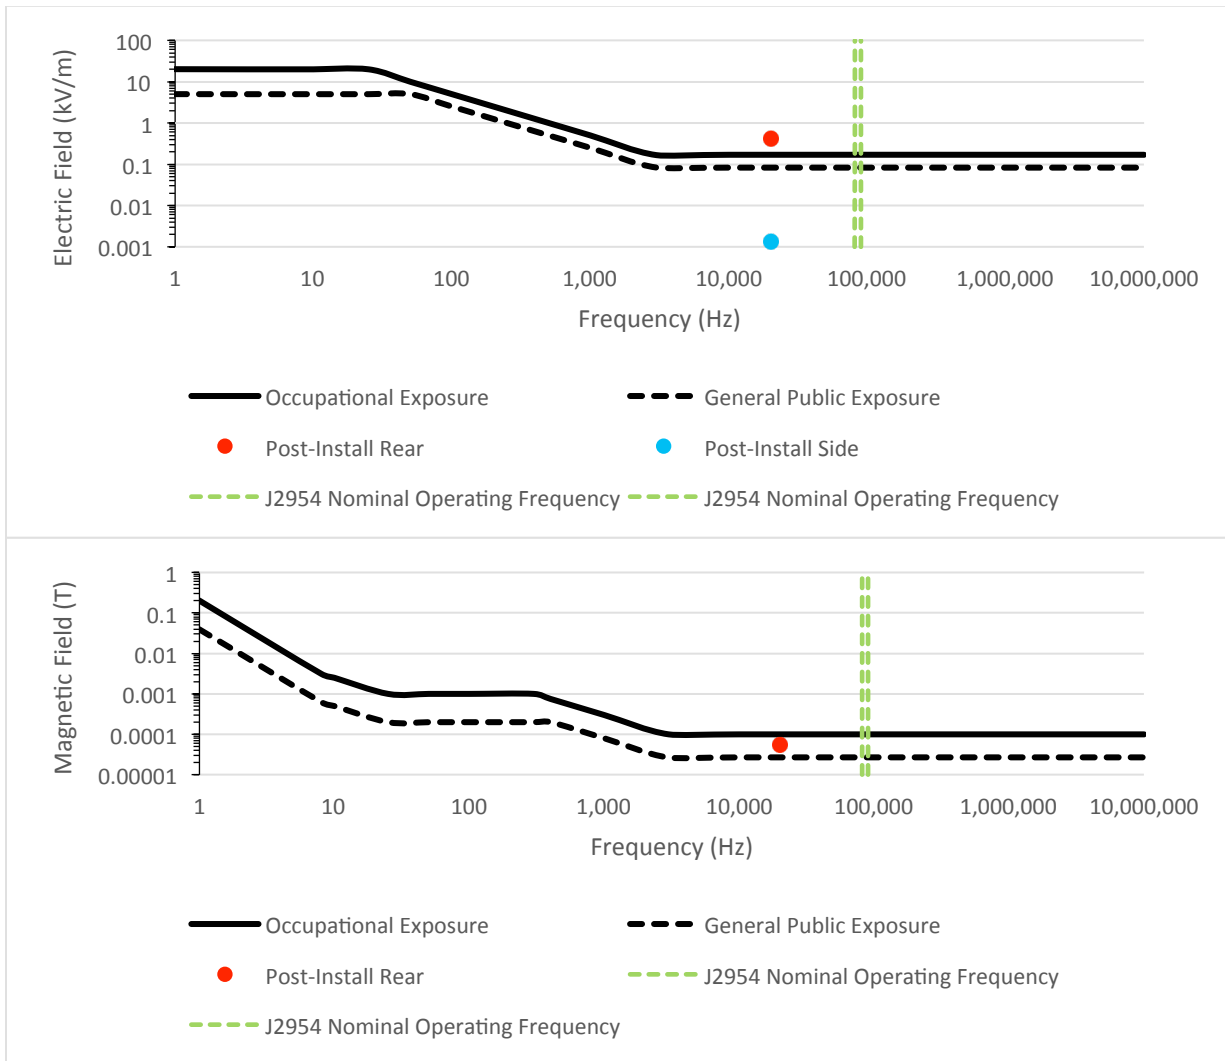 Electric Field (kV/m)
100
10
1
0.1
0.01
0.001
1 10 100 1,000 10,000 100,000 1,000,000 10,000,000
Frequency (Hz)
Occupational Exposure General Public Exposure
Post-Install Rear Post-Install Side
J2954 Nominal Operating Frequency J2954 Nominal Operating Frequency
Magnetic Field (T)
1
0.1
0.01
0.001
0.0001
0.00001
1 10 100 1,000 10,000 100,000 1,000,000 10,000,000
Frequency (Hz)
Occupational Exposure General Public Exposure
Post-Install Rear J2954 Nominal Operating Frequency
J2954 Nominal Operating Frequency